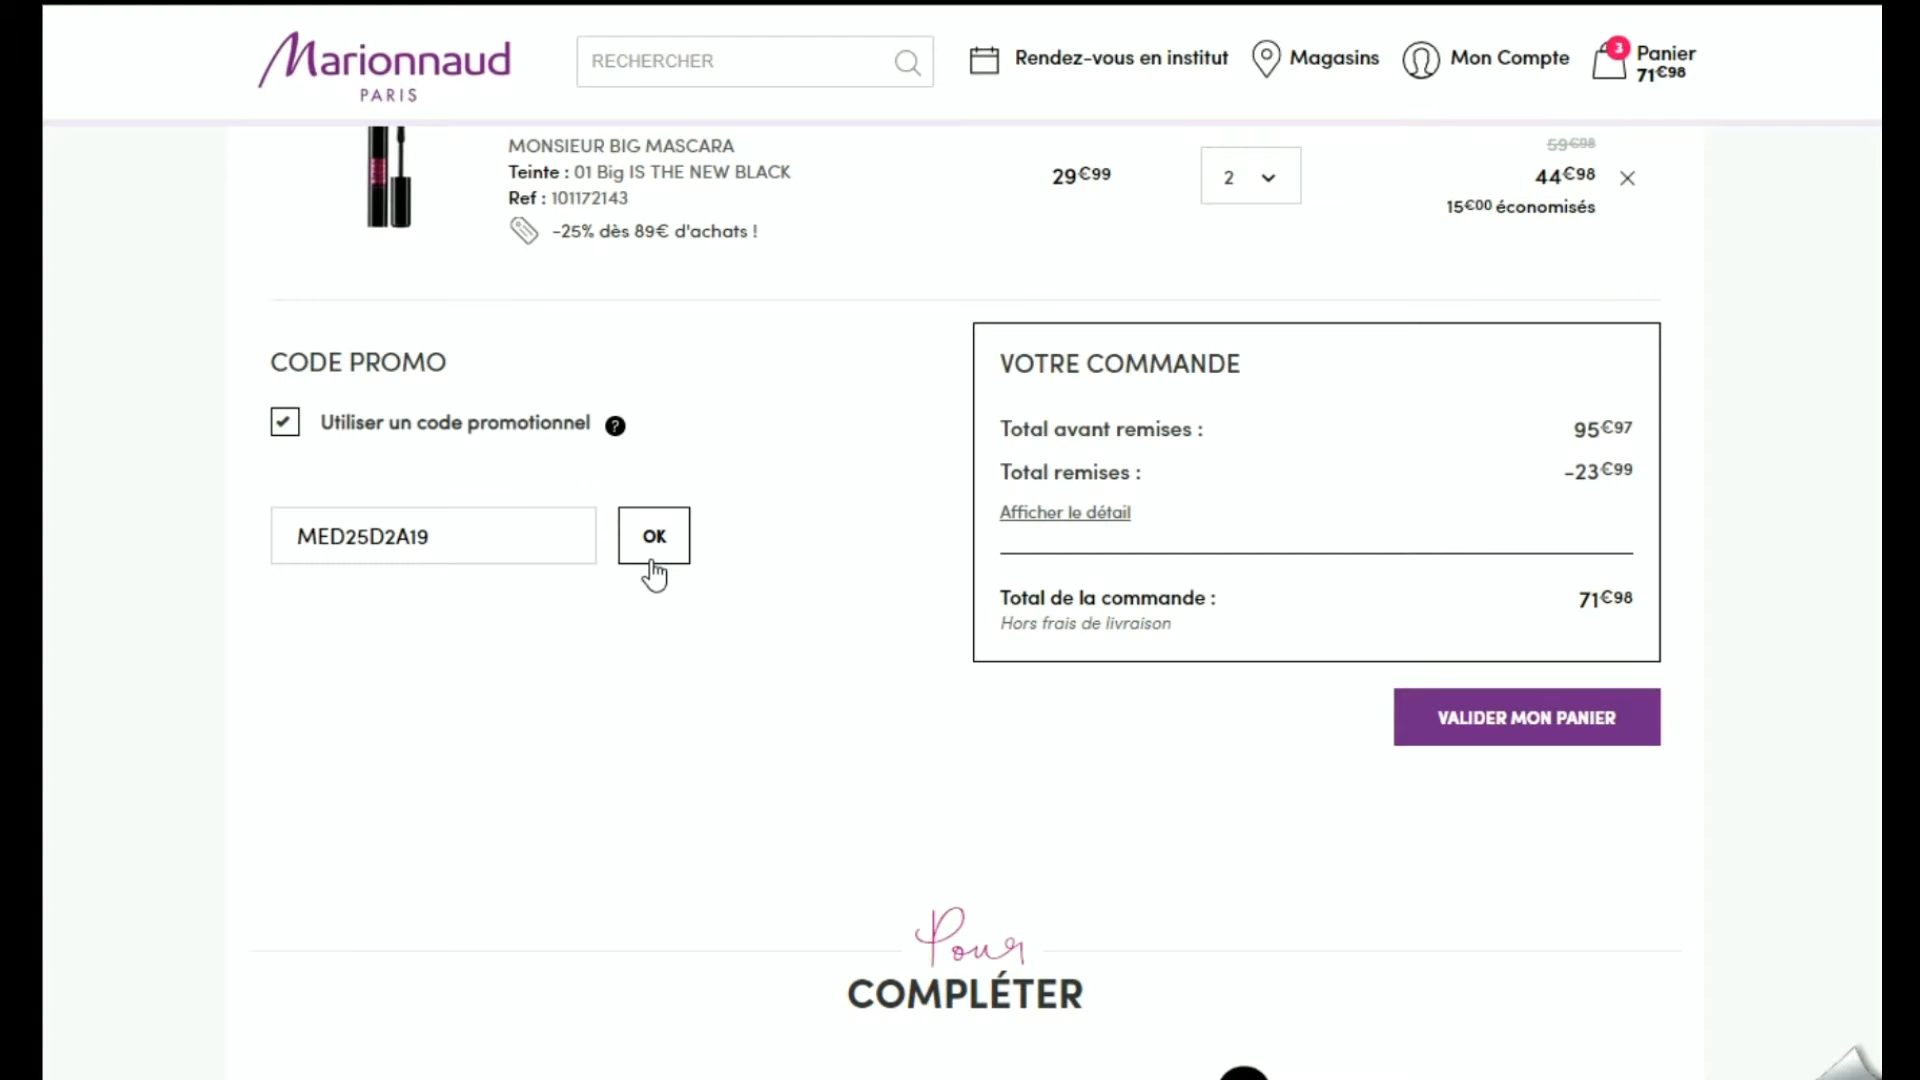 Marionnaud
PARIS
RECHERCHER
Rendez-vous en institut
Magasins
Mon Compte
3
Panier
71€98
MONSIEUR BIG MASCARA
Teinte : 01 Big IS THE NEW BLACK
Ref : 101172143
-25% dès 89€ d'achats !
29€99
2
59€98
44€98
15€00 économisés
CODE PROMO
Utiliser un code promotionnel ?
MED25D2A19
OK
VOTRE COMMANDE
Total avant remises : 95€97
Total remises : -23€99
Afficher le détail
Total de la commande : 71€98
Hors frais de livraison
VALIDER MON PANIER
Pour
COMPLÉTER